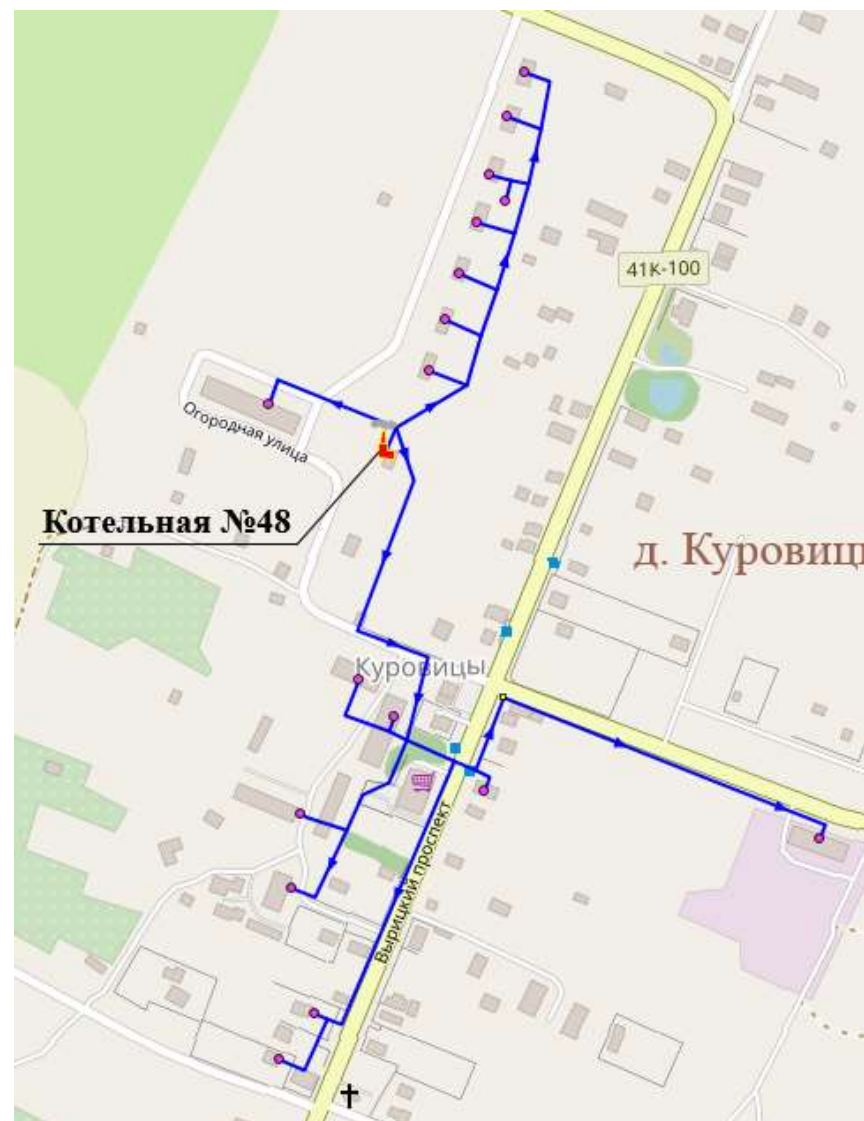 41К-100
Огородная улица
Котельная №48
д. Куровиц
Куровицы
Вырицкий проспект